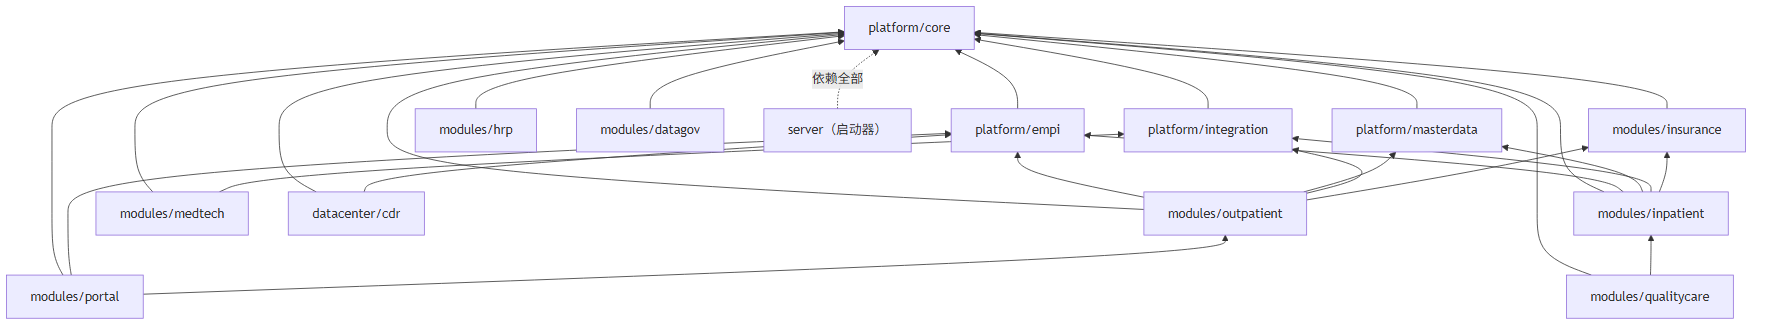 platform/core
依赖全部
modules/hrp
modules/datagov
server（启动器）
platform/empi
platform/integration
platform/masterdata
modules/insurance
modules/medtech
datacenter/cdr
modules/outpatient
modules/inpatient
modules/portal
modules/qualitycare